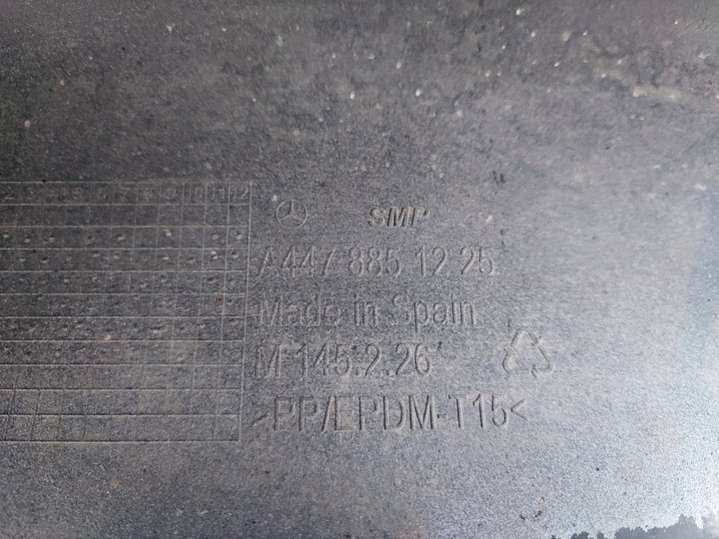 SMP
A447 885 12 25
Made in Spain
M 145.2.26
>PP/EPDM-T15<